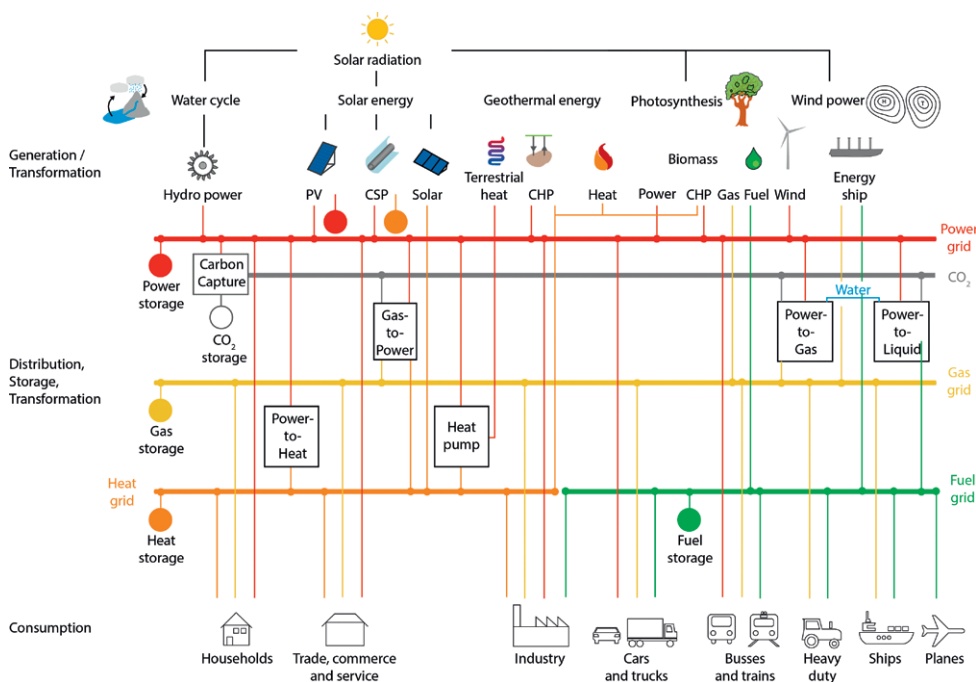 Solar radiation
Water cycle
Solar energy
Geothermal energy
Photosynthesis
Wind power
H
T
Generation /
Transformation
Biomass
Hydro power
PV
CSP
Solar
Terrestrial
heat
CHP
Heat
Power
CHP
Gas
Fuel
Wind
Energy
ship
Power
grid
Power
storage
Carbon
Capture
CO₂
CO₂
storage
Gas-
to-
Power
Water
Power-
to-
Gas
Power-
to-
Liquid
Distribution,
Storage,
Transformation
Gas
grid
Gas
storage
Power-
to-
Heat
Heat
pump
Heat
grid
Fuel
grid
Heat
storage
Fuel
storage
Consumption
Households
Trade, commerce
and service
Industry
Cars
and trucks
Busses
and trains
Heavy
duty
Ships
Planes